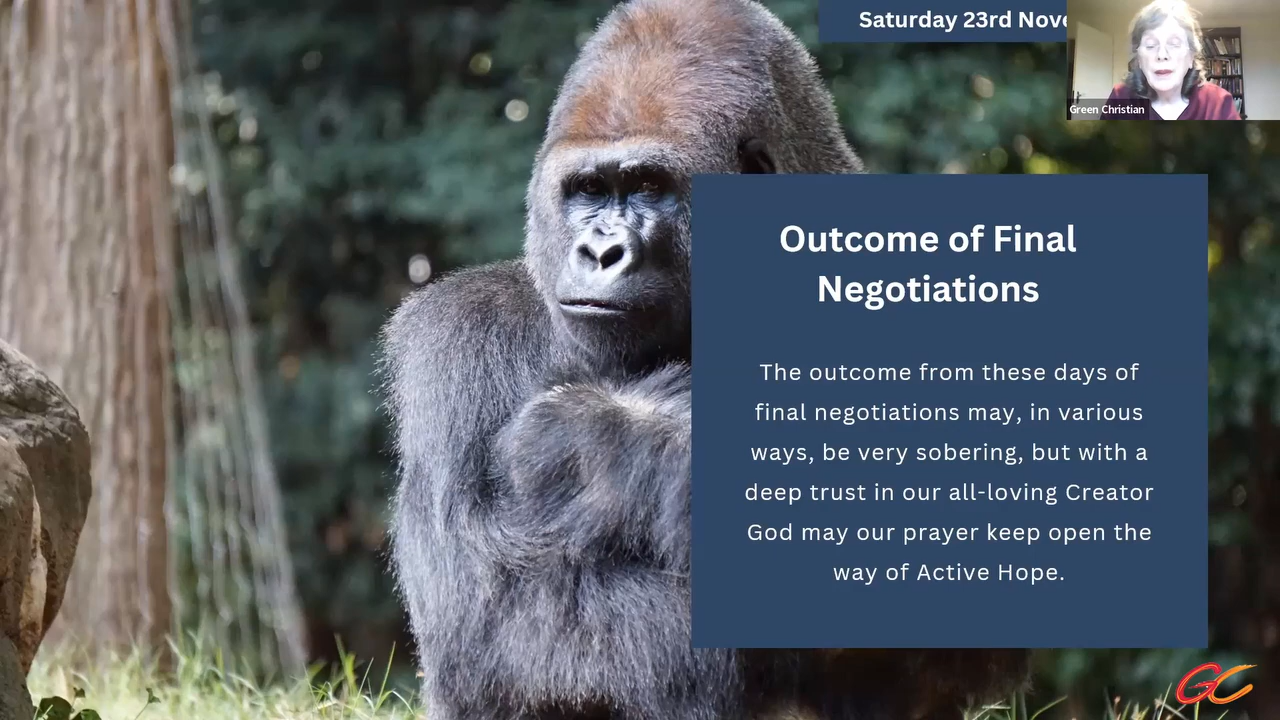 Saturday 23rd Nove
Green Christian
Outcome of Final
Negotiations
The outcome from these days of
final negotiations may, in various
ways, be very sobering, but with a
deep trust in our all-loving Creator
God may our prayer keep open the
way of Active Hope.
GC